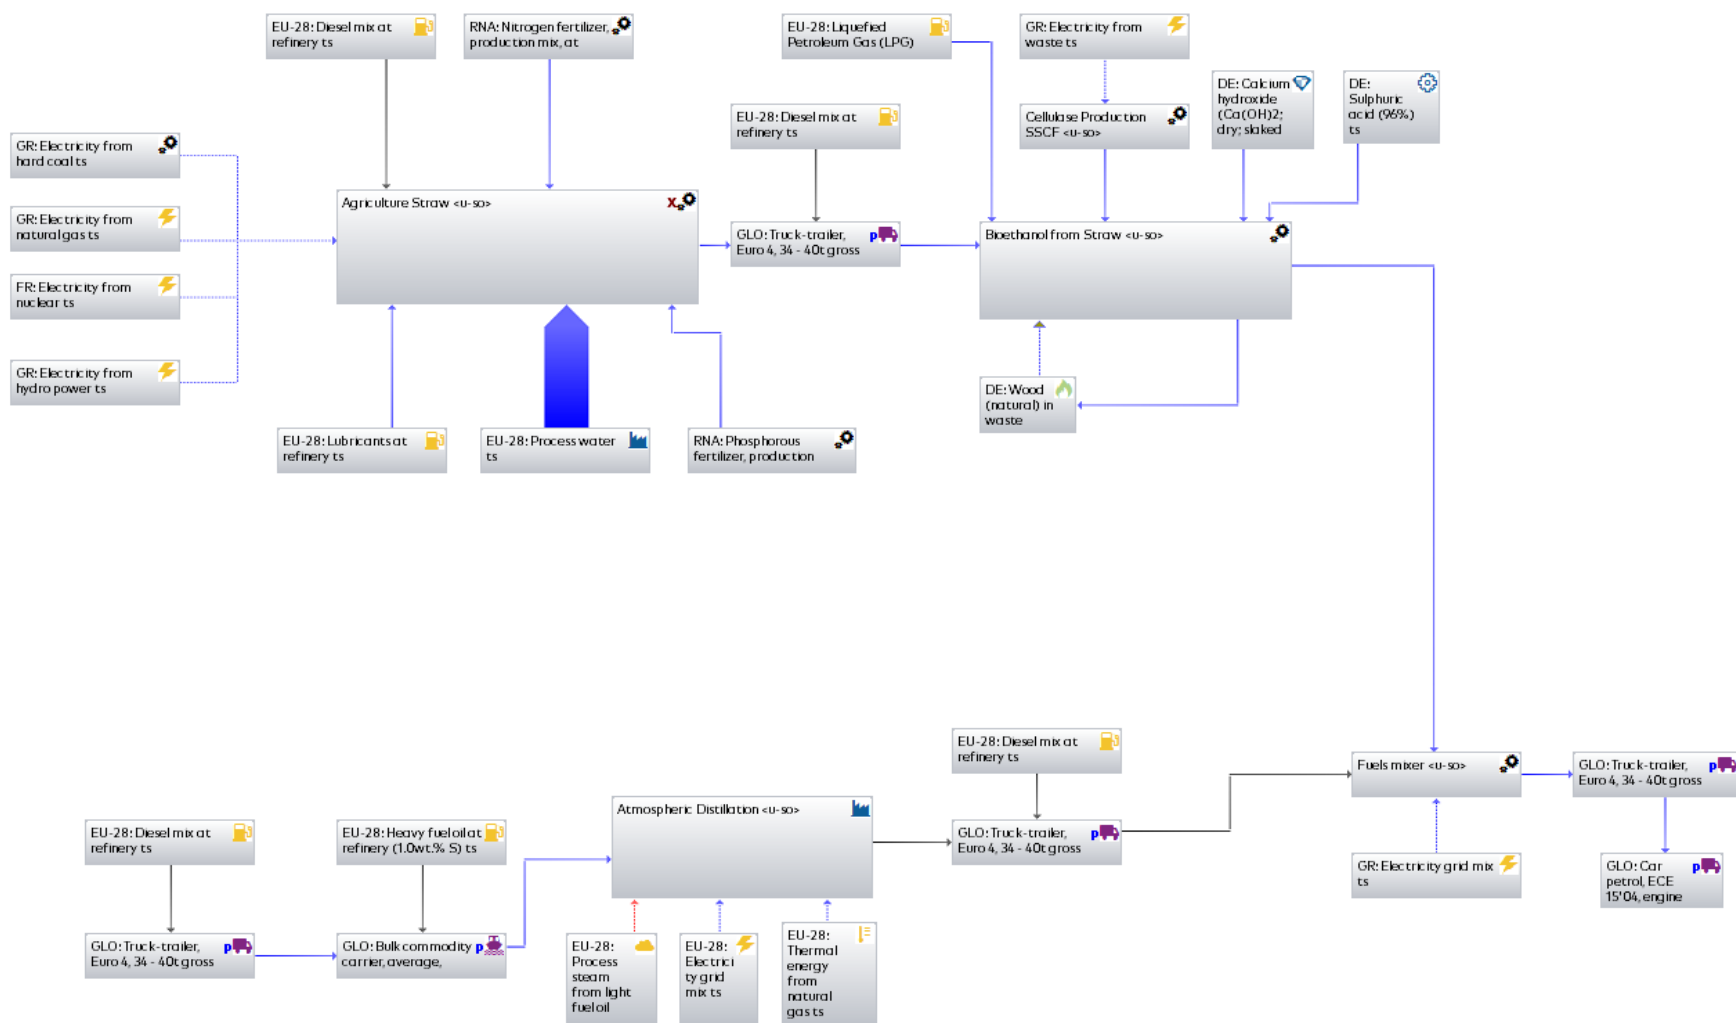 EU-28: Diesel mix at
refinery ts
RNA: Nitrogen fertilizer,
production mix, at
EU-28: Liquefied
Petroleum Gas (LPG)
GR: Electricity from
waste ts
DE: Calcium
hydroxide
(Ca(OH)2;
dry; slaked
DE:
Sulphuric
acid (96%)
ts
EU-28: Diesel mix at
refinery ts
Cellulase Production
SSCF <u-so>
GR: Electricity from
hard coal ts
GR: Electricity from
natural gas ts
FR: Electricity from
nuclear ts
GR: Electricity from
hydro power ts
Agriculture Straw <u-so>
X
GLO: Truck-trailer,
Euro 4, 34 - 40t gross
p
Bioethanol from Straw <u-so>
DE: Wood
(natural) in
waste
EU-28: Lubricants at
refinery ts
EU-28: Process water
ts
RNA: Phosphorous
fertilizer, production
EU-28: Diesel mix at
refinery ts
Fuels mixer <u-so>
GLO: Truck-trailer,
Euro 4, 34 - 40t gross
p
Atmospheric Distillation <u-so>
EU-28: Diesel mix at
refinery ts
EU-28: Heavy fuel oil at
refinery (1.0wt.% S) ts
GLO: Truck-trailer,
Euro 4, 34 - 40t gross
p
GR: Electricity grid mix
ts
GLO: Car
petrol, ECE
15'04, engine
p
GLO: Truck-trailer,
Euro 4, 34 - 40t gross
p
GLO: Bulk commodity
carrier, average,
p
EU-28:
Process
steam
from light
fuel oil
EU-28:
Electrici
ty grid
mix ts
EU-28:
Thermal
energy
from
natural
gas ts